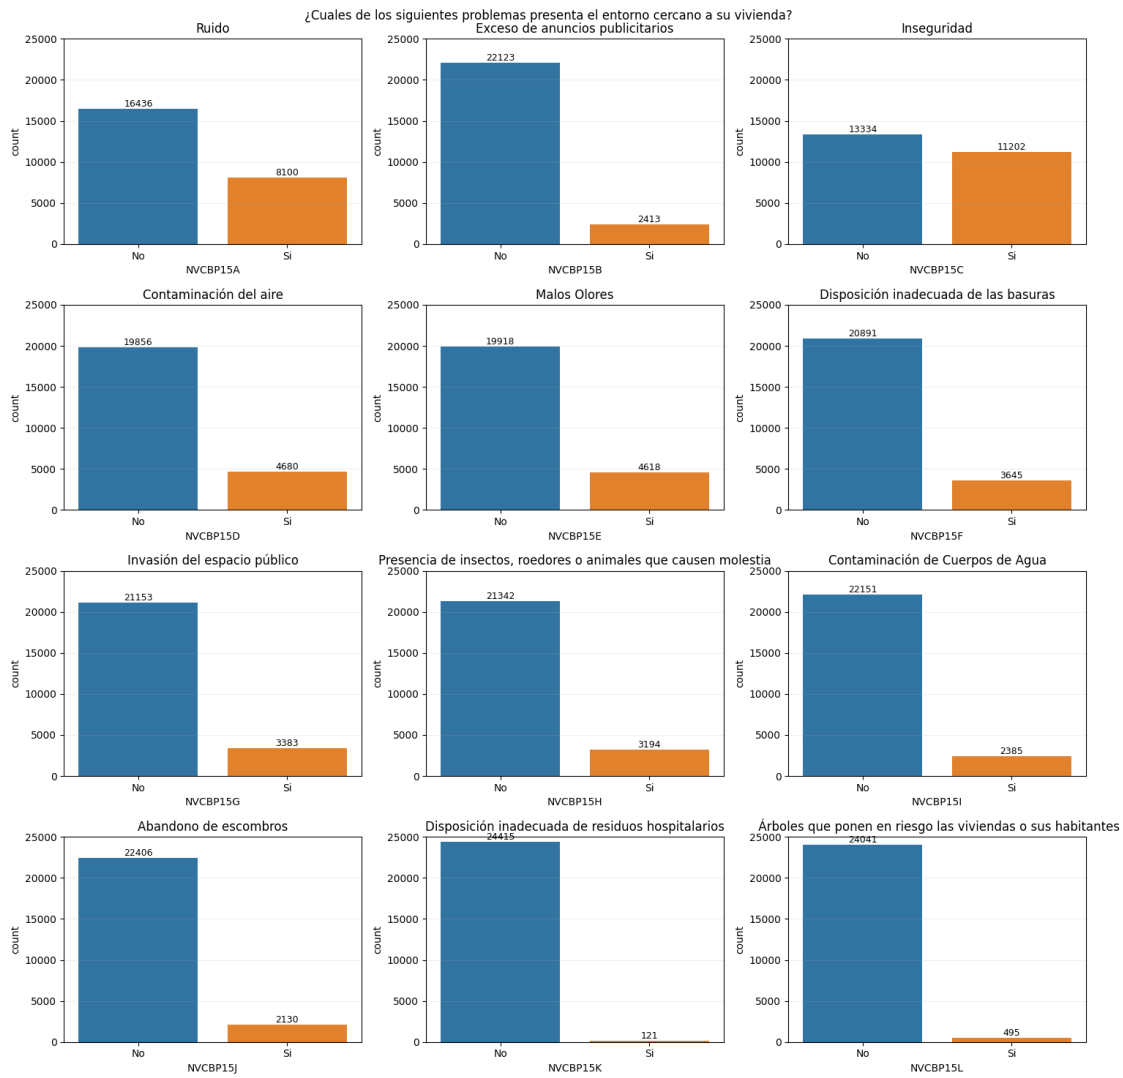 ¿Cuales de los siguientes problemas presenta el entorno cercano a su vivienda?
Ruido
25000
20000
15000
10000
5000
0
count
16436
8100
No
Si
NVCBP15A
Exceso de anuncios publicitarios
25000
20000
15000
10000
5000
0
count
22123
2413
No
Si
NVCBP15B
Inseguridad
25000
20000
15000
10000
5000
0
count
13334
11202
No
Si
NVCBP15C
Contaminación del aire
25000
20000
15000
10000
5000
0
count
19856
4680
No
Si
NVCBP15D
Malos Olores
25000
20000
15000
10000
5000
0
count
19918
4618
No
Si
NVCBP15E
Disposición inadecuada de las basuras
25000
20000
15000
10000
5000
0
count
20891
3645
No
Si
NVCBP15F
Invasión del espacio público
25000
20000
15000
10000
5000
0
count
21153
3383
No
Si
NVCBP15G
Presencia de insectos, roedores o animales que causen molestia
25000
20000
15000
10000
5000
0
count
21342
3194
No
Si
NVCBP15H
Contaminación de Cuerpos de Agua
25000
20000
15000
10000
5000
0
count
22151
2385
No
Si
NVCBP15I
Abandono de escombros
25000
20000
15000
10000
5000
0
count
22406
2130
No
Si
NVCBP15J
Disposición inadecuada de residuos hospitalarios
25000
20000
15000
10000
5000
0
count
24415
121
No
Si
NVCBP15K
Árboles que ponen en riesgo las viviendas o sus habitantes
25000
20000
15000
10000
5000
0
count
24041
495
No
Si
NVCBP15L